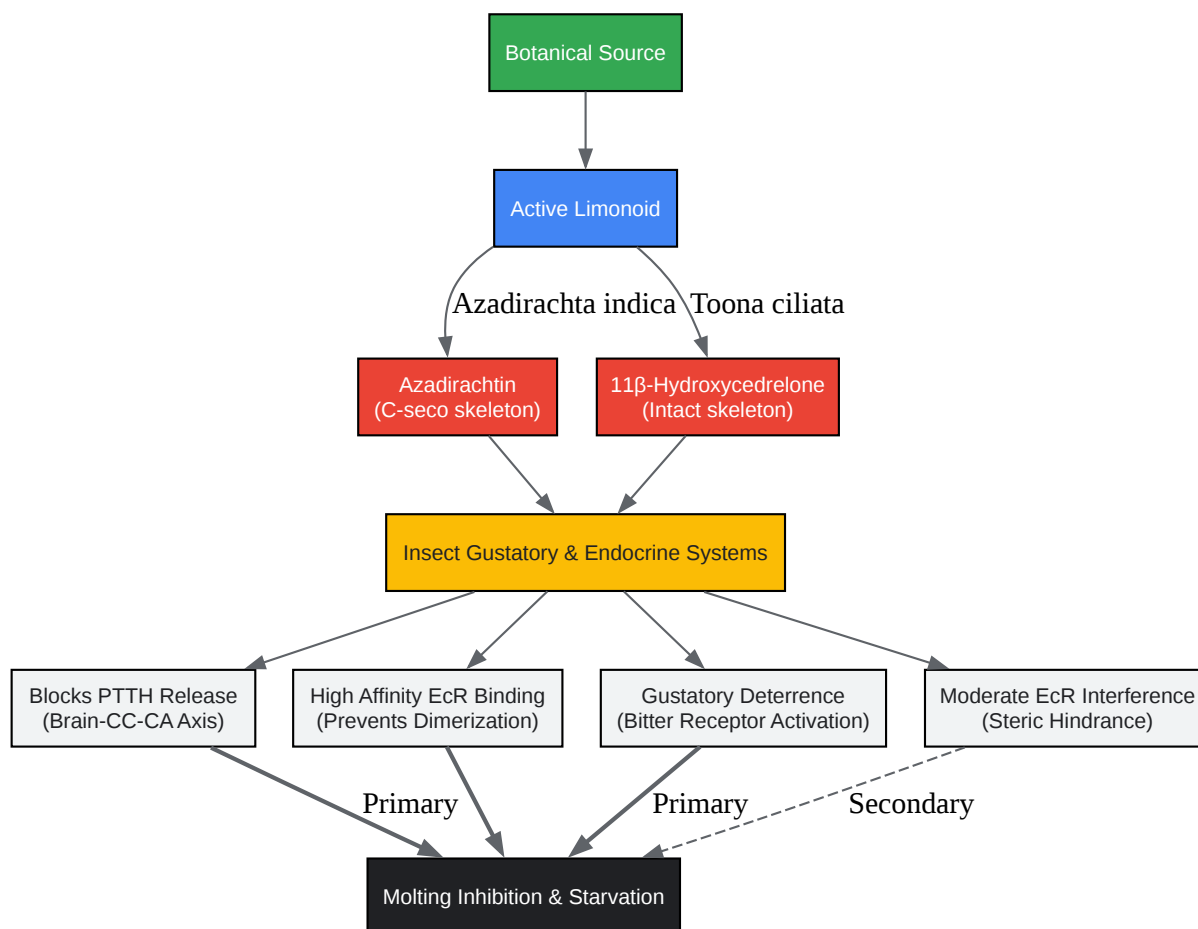 Botanical Source
Active Limonoid
Azadirachta indica
Toona ciliata
Azadirachtin
(C-seco skeleton)
11β-Hydroxycedrelone
(Intact skeleton)
Insect Gustatory & Endocrine Systems
Blocks PTTH Release
(Brain-CC-CA Axis)
High Affinity EcR Binding
(Prevents Dimerization)
Gustatory Deterrence
(Bitter Receptor Activation)
Moderate EcR Interference
(Steric Hindrance)
Primary
Primary
Secondary
Molting Inhibition & Starvation